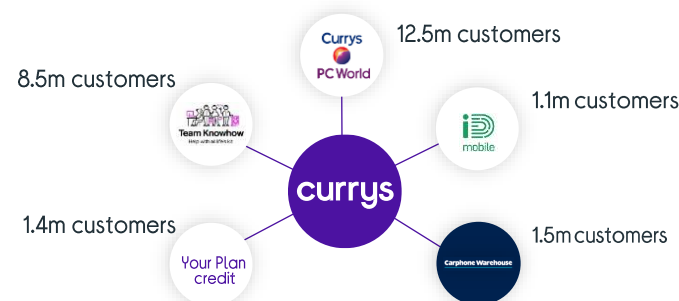 Currys
PC World
12.5m customers
8.5m customers
Team Knowhow
1.1m customers
iD
mobile
currys
1.4m customers
Your Plan
credit
Carphone Warehouse
1.5m customers